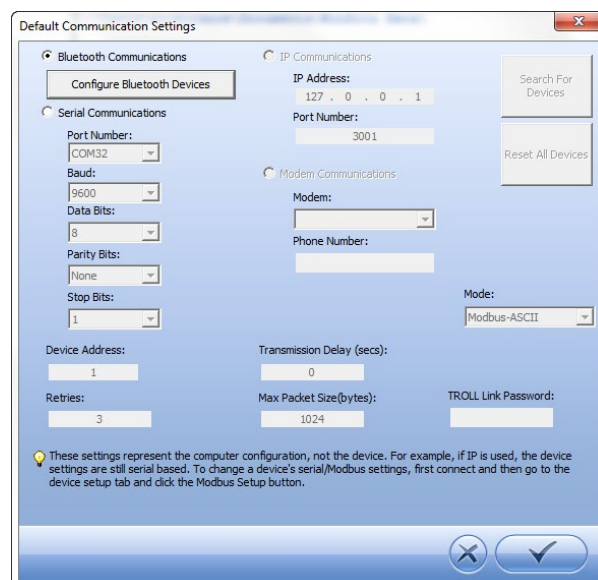 Default Communication Settings
Bluetooth Communications
Configure Bluetooth Devices
Serial Communications
Port Number:
COM32
Baud:
9600
Data Bits:
8
Parity Bits:
None
Stop Bits:
1
IP Communications
IP Address:
127 . 0 . 0 . 1
Port Number:
3001
Modem Communications
Modem:
Phone Number:
Search For
Devices
Reset All Devices
Mode:
Modbus-ASCII
Device Address:
1
Transmission Delay (secs):
0
Retries:
3
Max Packet Size(bytes):
1024
TROLL Link Password:
These settings represent the computer configuration, not the device. For example, if IP is used, the device
settings are still serial based. To change a device's serial/Modbus settings, first connect and then go to the
device setup tab and click the Modbus Setup button.